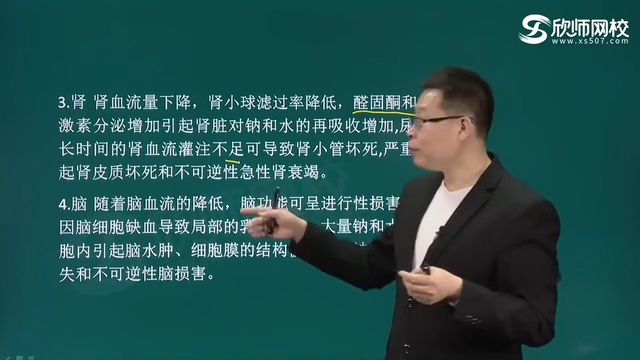 欣师网校
www.xs507.com
3.肾 肾血流量下降，肾小球滤过率降低，醛固酮和
激素分泌增加引起肾脏对钠和水的再吸收增加,
长时间的肾血流灌注不足可导致肾小管坏死,严重
起肾皮质坏死和不可逆性急性肾衰竭。
4.脑 随着脑血流的降低，脑功能可呈进行性损害
因脑细胞缺血导致局部的乳 大量钠和
胞内引起脑水肿、细胞膜的结构
失和不可逆性脑损害。